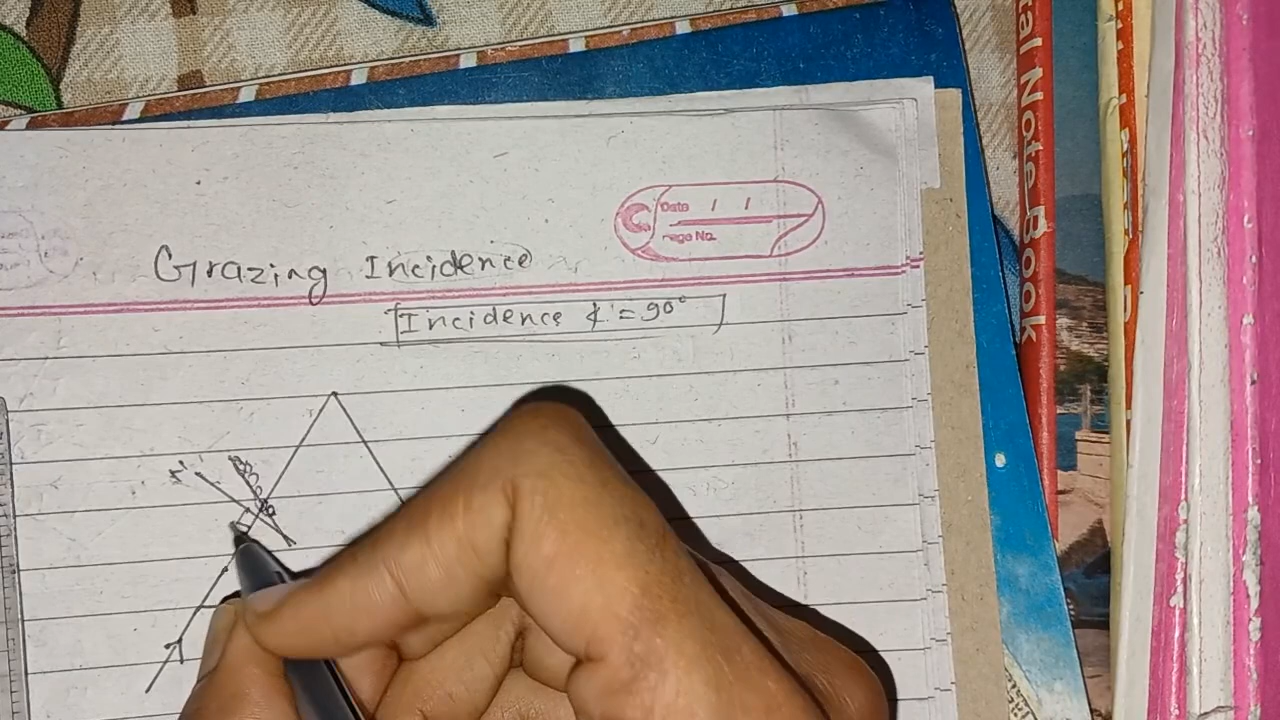 Grazing Incidence
Incidence ∠ = 90°
Date / /
Page No.
Note Book